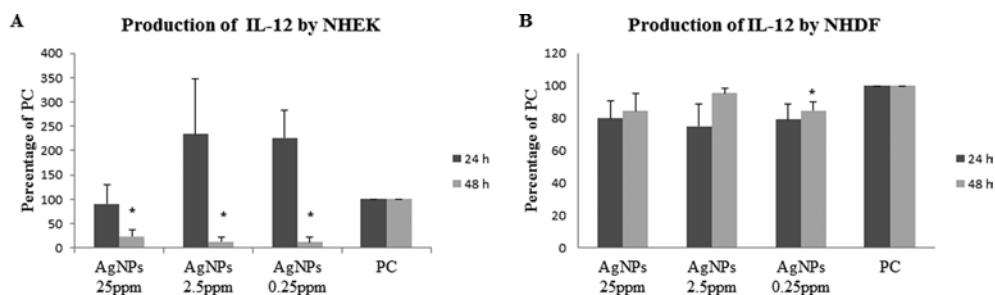 A
Production of IL-12 by NHEK
Percentage of PC
400
350
300
250
200
150
100
50
0
*
*
*
AgNPs
25ppm
AgNPs
2.5ppm
AgNPs
0.25ppm
PC
24 h
48 h
B
Production of IL-12 by NHDF
Percentage of PC
120
100
80
60
40
20
0
*
AgNPs
25ppm
AgNPs
2.5ppm
AgNPs
0.25ppm
PC
24 h
48 h